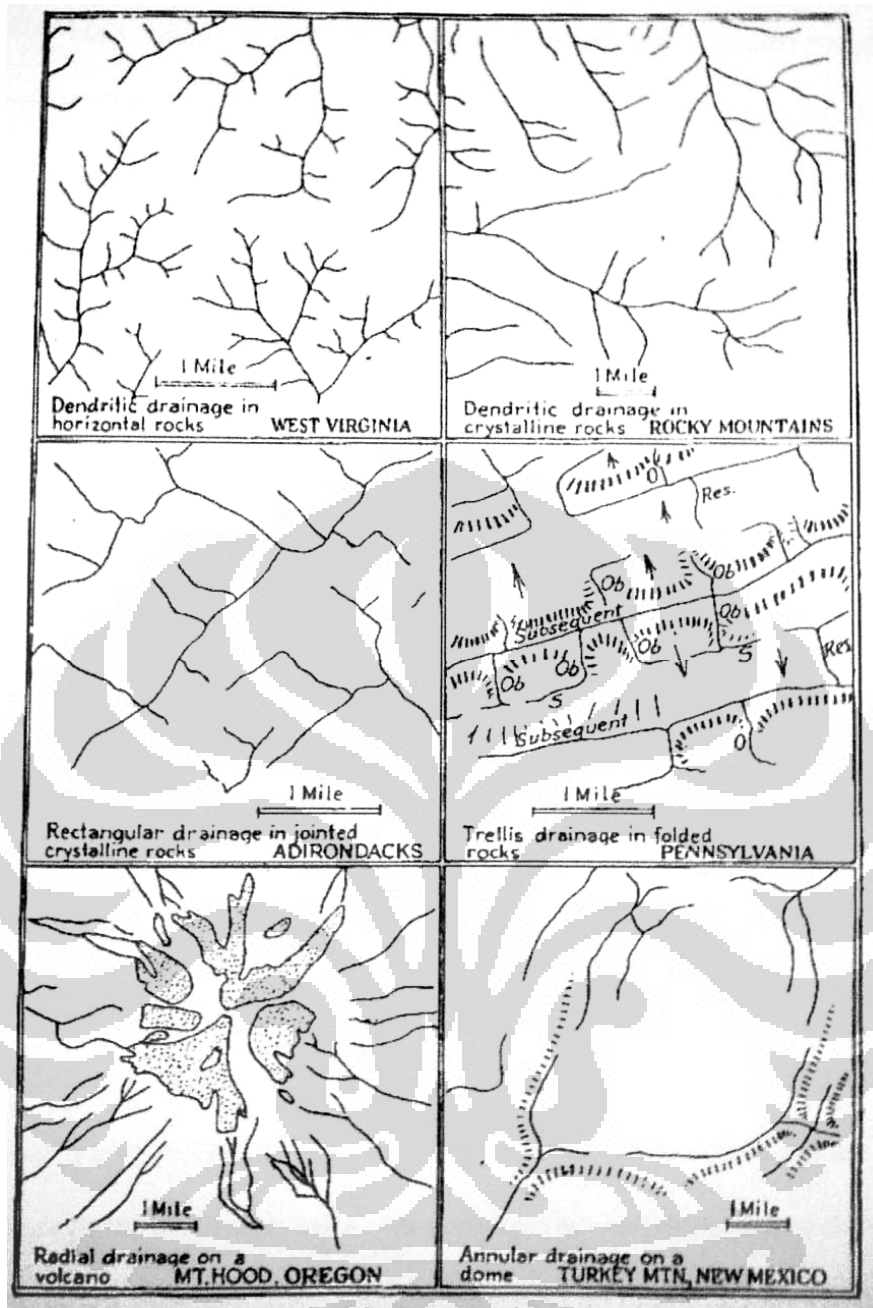 1 Mile
Dendritic drainage in
horizontal rocks WEST VIRGINIA
1 Mile
Dendritic drainage in
crystalline rocks ROCKY MOUNTAINS
1 Mile
Rectangular drainage in jointed
crystalline rocks ADIRONDACKS
O
Res.
Ob
Ob
Subsequent
Ob
Ob
Ob
Ob
S
Res.
S
Subsequent
O
1 Mile
Trellis drainage in folded
rocks PENNSYLVANIA
1 Mile
Radial drainage on a
volcano MT. HOOD, OREGON
1 Mile
Annular drainage on a
dome TURKEY MTN, NEW MEXICO